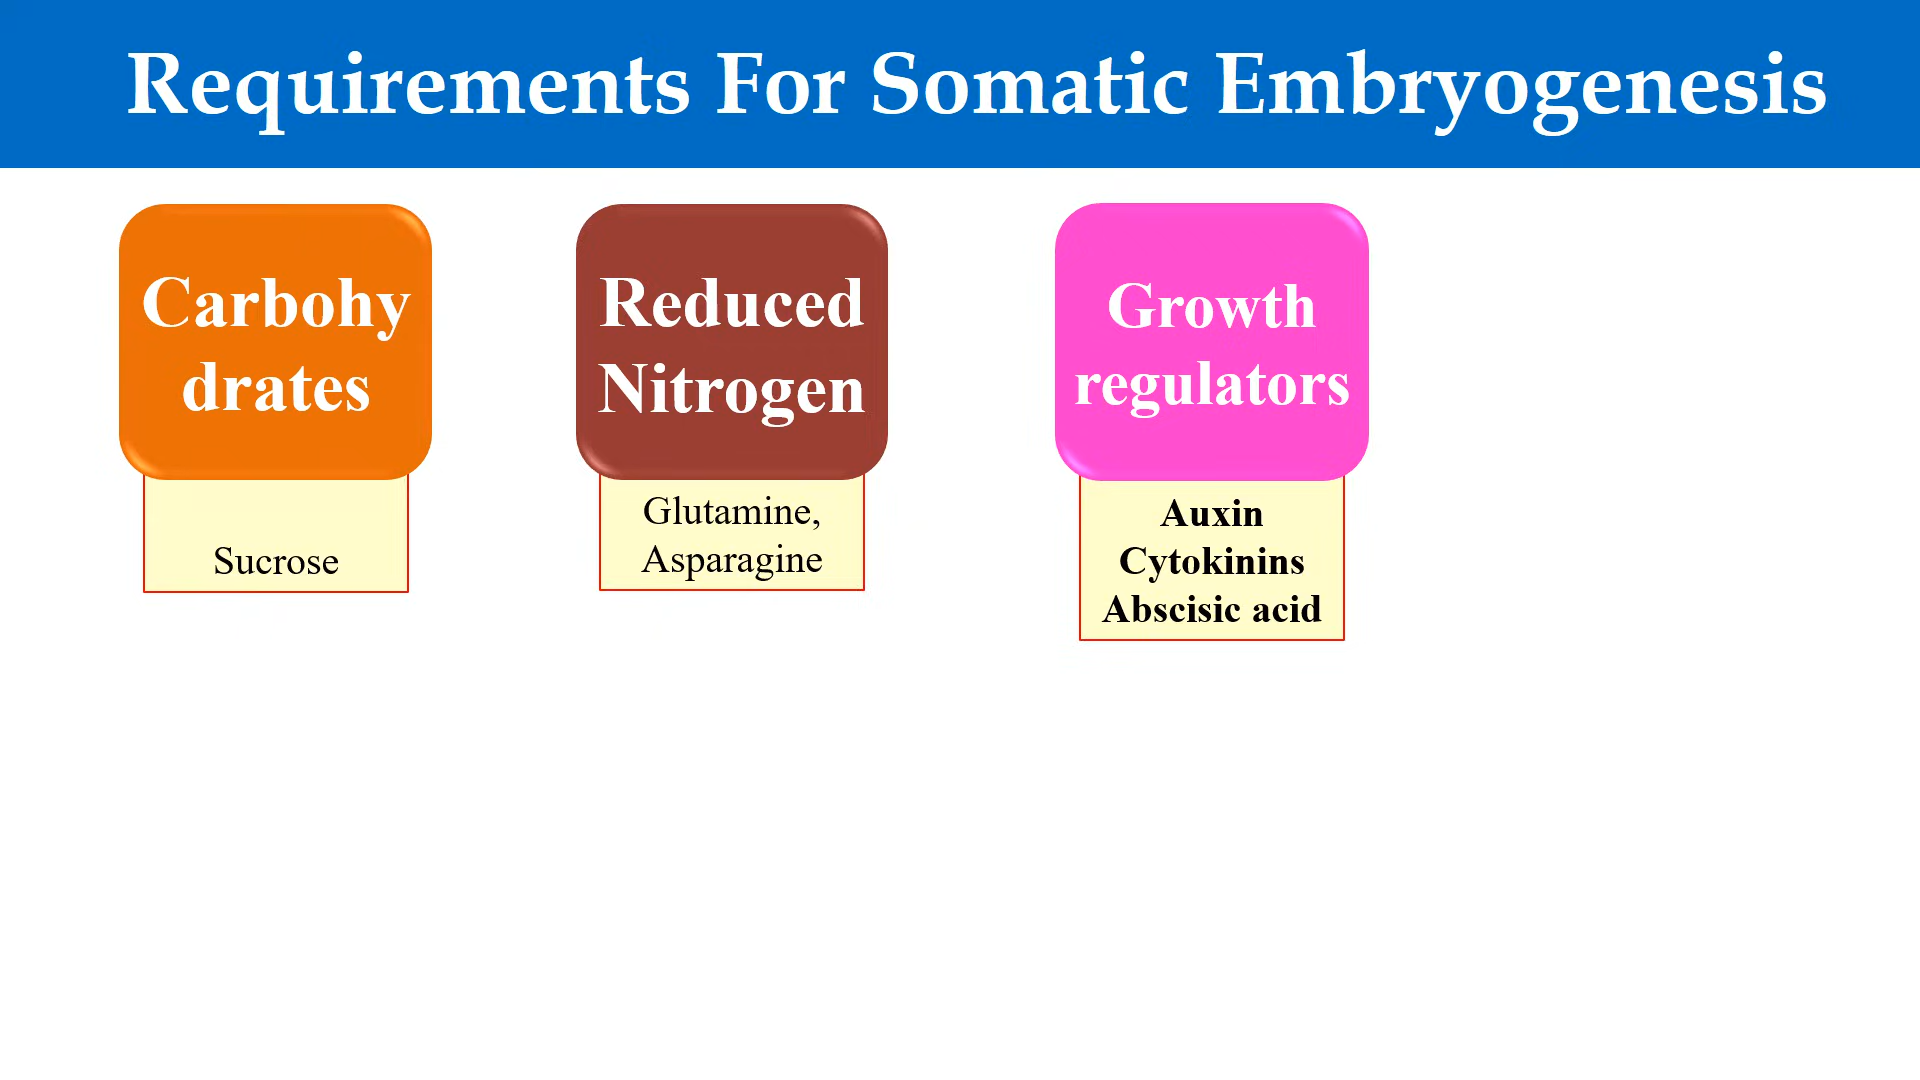 Requirements For Somatic Embryogenesis
Carbohy
drates
Sucrose
Reduced
Nitrogen
Glutamine,
Asparagine
Growth
regulators
Auxin
Cytokinins
Abscisic acid